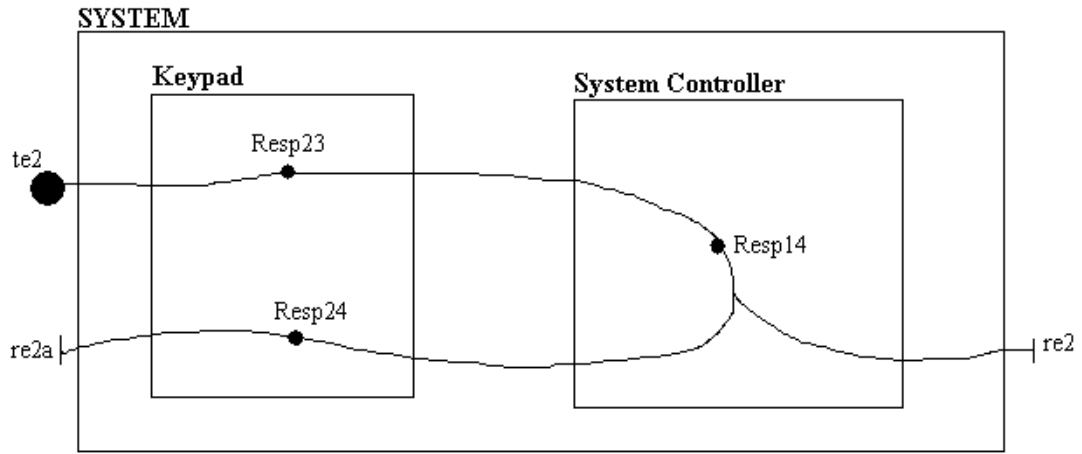 SYSTEM
Keypad
System Controller
Resp23
te2
Resp14
Resp24
re2a
re2